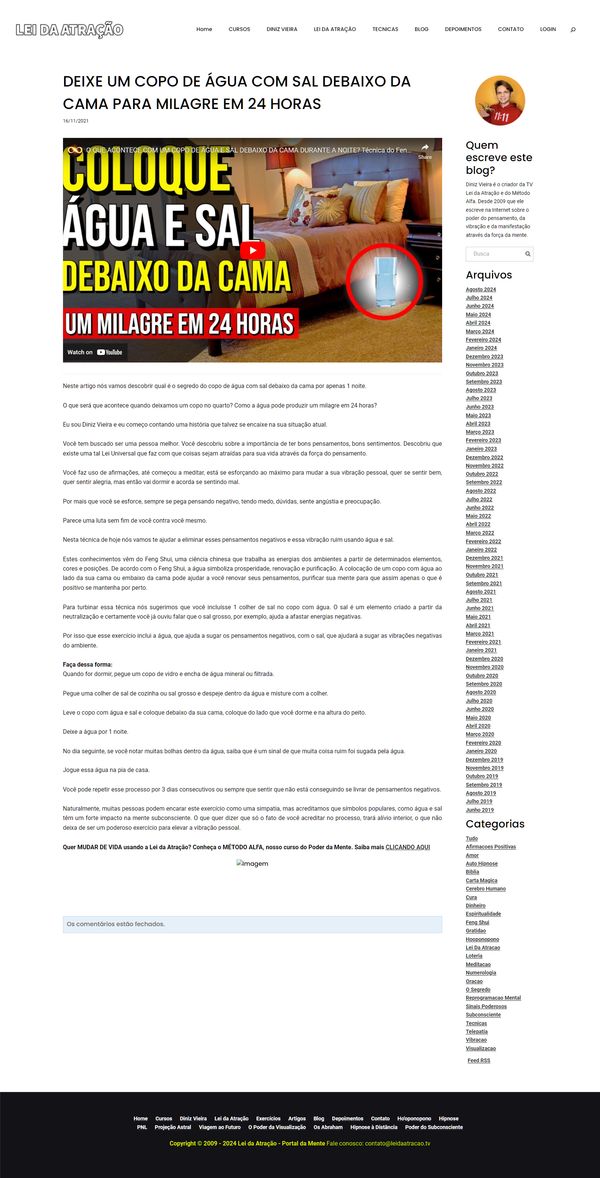 LEI DA ATRAÇÃO
Home CURSOS DINIZ VIEIRA LEI DA ATRAÇÃO TECNICAS BLOG DEPOIMENTOS CONTATO LOGIN
DEIXE UM COPO DE ÁGUA COM SAL DEBAIXO DA
CAMA PARA MILAGRE EM 24 HORAS
16/11/2021
O QUE ACONTECE COM UM COPO DE ÁGUA E SAL DEBAIXO DA CAMA DURANTE A NOITE? Técnica do Fen...
Share
COLOQUE
ÁGUA E SAL
DEBAIXO DA CAMA
UM MILAGRE EM 24 HORAS
Watch on YouTube
Neste artigo nós vamos descobrir qual é o segredo do copo de água com sal debaixo da cama por apenas 1 noite.
O que será que acontece quando deixamos um copo no quarto? Como a água pode produzir um milagre em 24 horas?
Eu sou Diniz Vieira e eu começo contando uma história que talvez se encaixe na sua situação atual.
Você tem buscado ser uma pessoa melhor. Você descobriu sobre a importância de ter bons pensamentos, bons sentimentos. Descobriu que
existe uma tal Lei Universal que faz com que coisas sejam atraídas para sua vida através da força do pensamento.
Você faz uso de afirmações, até começou a meditar, está se esforçando ao máximo para mudar a sua vibração pessoal, quer se sentir bem,
quer sentir alegria, mas então vai dormir e acorda se sentindo mal.
Por mais que você se esforce, sempre se pega pensando negativo, tendo medo, dúvidas, sente angústia e preocupação.
Parece uma luta sem fim de você contra você mesmo.
Nesta técnica de hoje nós vamos te ajudar a eliminar esses pensamentos negativos e essa vibração ruim usando água e sal.
Estes conhecimentos vêm do Feng Shui, uma ciência chinesa que trabalha as energias dos ambientes a partir de determinados elementos,
cores e posições. De acordo com o Feng Shui, a água simboliza prosperidade, renovação e purificação. A colocação de um copo com água ao
lado da sua cama ou embaixo da cama pode ajudar a você renovar seus pensamentos, purificar sua mente para que assim apenas o que é
positivo se mantenha por perto.
Para turbinar essa técnica nós sugerimos que você incluísse 1 colher de sal no copo com água. O sal é um elemento criado a partir da
neutralização e certamente você já ouviu falar que o sal grosso, por exemplo, ajuda a afastar energias negativas.
Por isso que esse exercício inclui a água, que ajuda a sugar os pensamentos negativos, com o sal, que ajudará a sugar as vibrações negativas
do ambiente.
Faça dessa forma:
Quando for dormir, pegue um copo de vidro e encha de água mineral ou filtrada.
Pegue uma colher de sal de cozinha ou sal grosso e despeje dentro da água e misture com a colher.
Leve o copo com água e sal e coloque debaixo da sua cama, coloque do lado que você dorme e na altura do peito.
Deixe a água por 1 noite.
No dia seguinte, se você notar muitas bolhas dentro da água, saiba que é um sinal de que muita coisa ruim foi sugada pela água.
Jogue essa água na pia de casa.
Você pode repetir esse processo por 3 dias consecutivos ou sempre que sentir que não está conseguindo se livrar de pensamentos negativos.
Naturalmente, muitas pessoas podem encarar este exercício como uma simpatia, mas acreditamos que símbolos populares, como água e sal
têm um forte impacto na mente subconsciente. O que quer dizer que só o fato de você acreditar no processo, trará alívio interior, o que não
deixa de ser um poderoso exercício para elevar a vibração pessoal.
Quer MUDAR DE VIDA usando a Lei da Atração? Conheça o MÉTODO ALFA, nosso curso do Poder da Mente. Saiba mais CLICANDO AQUI
Imagem
Os comentários estão fechados.
11:11
Quem
escreve este
blog?
Diniz Vieira é o criador da TV
Lei da Atração e do Método
Alfa. Desde 2009 que ele
escreve na Internet sobre o
poder do pensamento, da
vibração e da manifestação
através da força da mente.
Busca
Arquivos
Agosto 2024
Julho 2024
Junho 2024
Maio 2024
Abril 2024
Março 2024
Fevereiro 2024
Janeiro 2024
Dezembro 2023
Novembro 2023
Outubro 2023
Setembro 2023
Agosto 2023
Julho 2023
Junho 2023
Maio 2023
Abril 2023
Março 2023
Fevereiro 2023
Janeiro 2023
Dezembro 2022
Novembro 2022
Outubro 2022
Setembro 2022
Agosto 2022
Julho 2022
Junho 2022
Maio 2022
Abril 2022
Março 2022
Fevereiro 2022
Janeiro 2022
Dezembro 2021
Novembro 2021
Outubro 2021
Setembro 2021
Agosto 2021
Julho 2021
Junho 2021
Maio 2021
Abril 2021
Março 2021
Fevereiro 2021
Janeiro 2021
Dezembro 2020
Novembro 2020
Outubro 2020
Setembro 2020
Agosto 2020
Julho 2020
Junho 2020
Maio 2020
Abril 2020
Março 2020
Fevereiro 2020
Janeiro 2020
Dezembro 2019
Novembro 2019
Outubro 2019
Setembro 2019
Agosto 2019
Julho 2019
Junho 2019
Categorias
Tudo
Afirmacoes Positivas
Amor
Auto Hipnose
Biblia
Carta Magica
Cerebro Humano
Cura
Dinheiro
Espiritualidade
Feng Shui
Gratidao
Hooponopono
Lei Da Atracao
Loteria
Meditacao
Numerologia
Oracao
O Segredo
Reprogramacao Mental
Sinais Poderosos
Subconsciente
Tecnicas
Telepatia
Vibracao
Visualizacao
Feed RSS
Home Cursos Diniz Vieira Lei da Atração Exercícios Artigos Blog Depoimentos Contato Ho'oponopono Hipnose
PNL Projeção Astral Viagem ao Futuro O Poder da Visualização Os Abraham Hipnose à Distância Poder do Subconsciente
Copyright © 2009 - 2024 Lei da Atração - Portal da Mente Fale conosco: contato@leidaatracao.tv